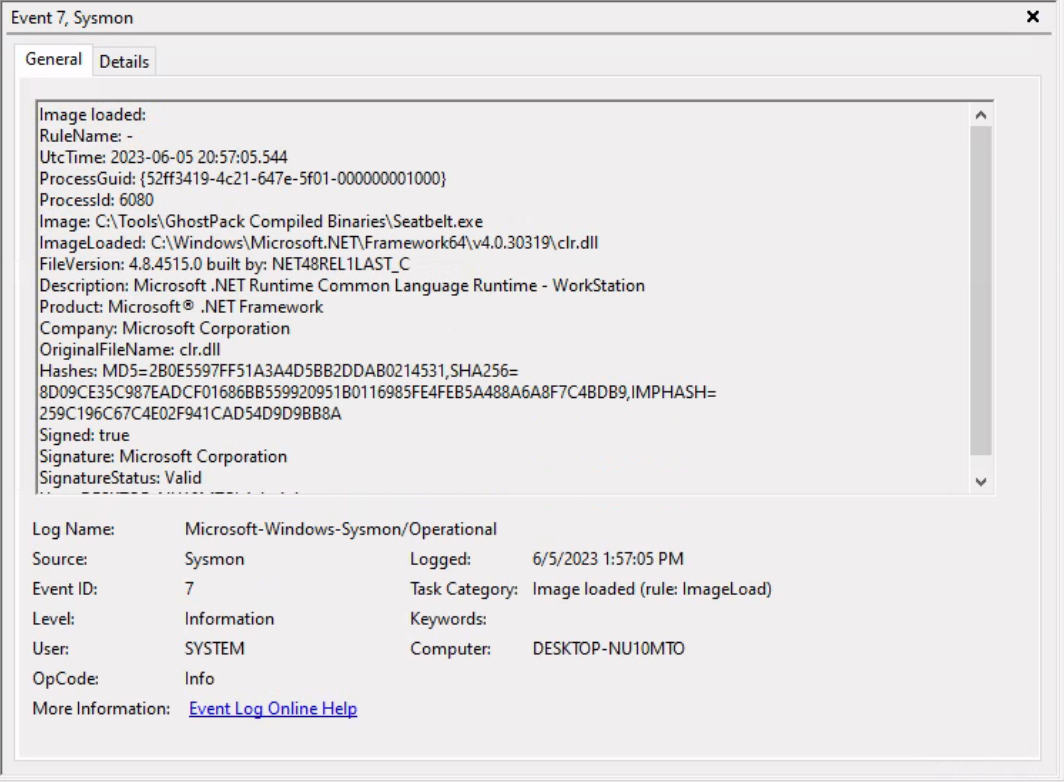 Event 7, Sysmon
General
Details
Image loaded:
RuleName: -
UtcTime: 2023-06-05 20:57:05.544
ProcessGuid: {52ff3419-4c21-647e-5f01-000000001000}
ProcessId: 6080
Image: C:\Tools\GhostPack Compiled Binaries\Seatbelt.exe
ImageLoaded: C:\Windows\Microsoft.NET\Framework64\v4.0.30319\clr.dll
FileVersion: 4.8.4515.0 built by: NET48REL1LAST_C
Description: Microsoft .NET Runtime Common Language Runtime - WorkStation
Product: Microsoft® .NET Framework
Company: Microsoft Corporation
OriginalFileName: clr.dll
Hashes: MD5=2B0E5597FF51A3A4D5BB2DDAB0214531,SHA256=
8D09CE35C987EADCF01686BB559920951B0116985FE4FEB5A488A6A8F7C4BDB9,IMPHASH=
259C196C67C4E02F941CAD54D9D9BB8A
Signed: true
Signature: Microsoft Corporation
SignatureStatus: Valid
Log Name: Microsoft-Windows-Sysmon/Operational
Source: Sysmon Logged: 6/5/2023 1:57:05 PM
Event ID: 7 Task Category: Image loaded (rule: ImageLoad)
Level: Information Keywords:
User: SYSTEM Computer: DESKTOP-NU10MTO
OpCode: Info
More Information: Event Log Online Help